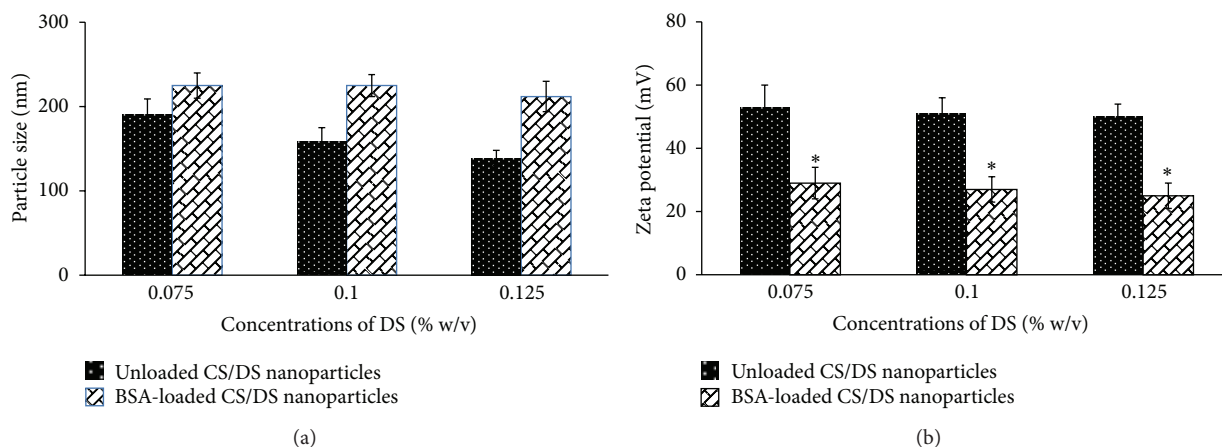 300
200
100
0
Particle size (nm)
0.075 0.1 0.125
Concentrations of DS (% w/v)
Unloaded CS/DS nanoparticles
BSA-loaded CS/DS nanoparticles
(a)
80
60
40
20
0
Zeta potential (mV)
* * *
0.075 0.1 0.125
Concentrations of DS (% w/v)
Unloaded CS/DS nanoparticles
BSA-loaded CS/DS nanoparticles
(b)